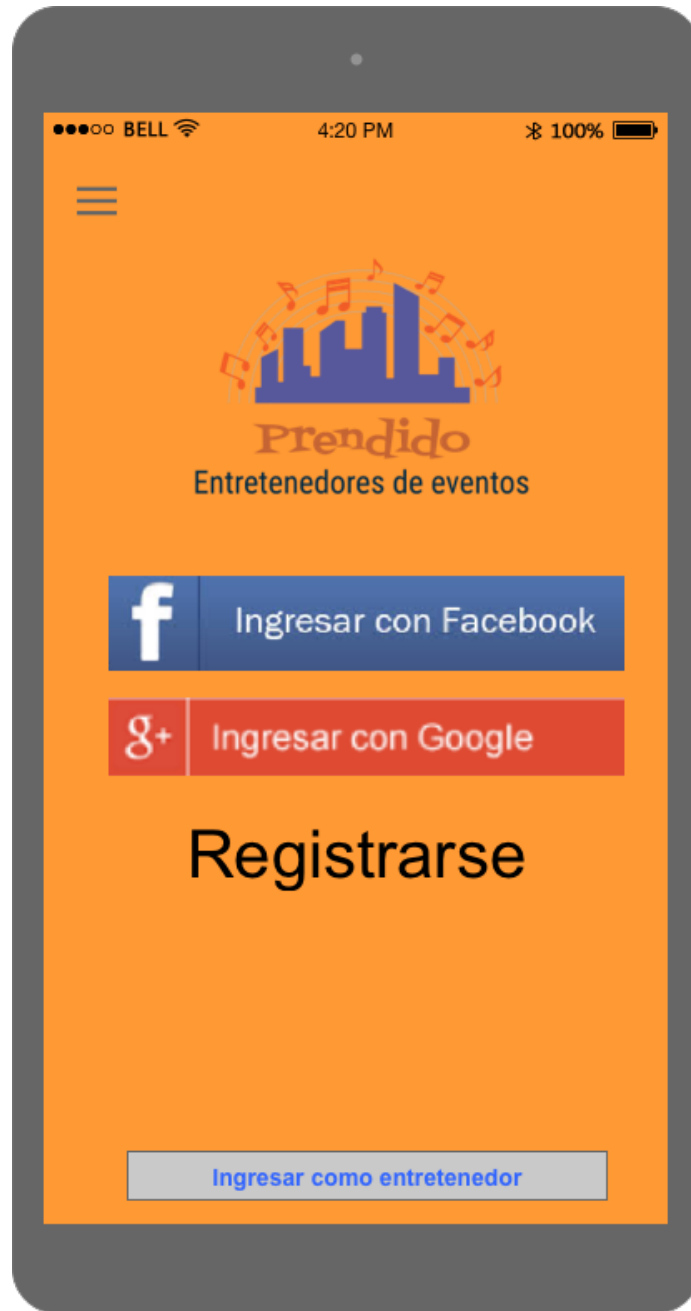 BELL 4:20 PM 100%
Prendido
Entretenedores de eventos
f Ingresar con Facebook
g+ Ingresar con Google
Registrarse
Ingresar como entretenedor